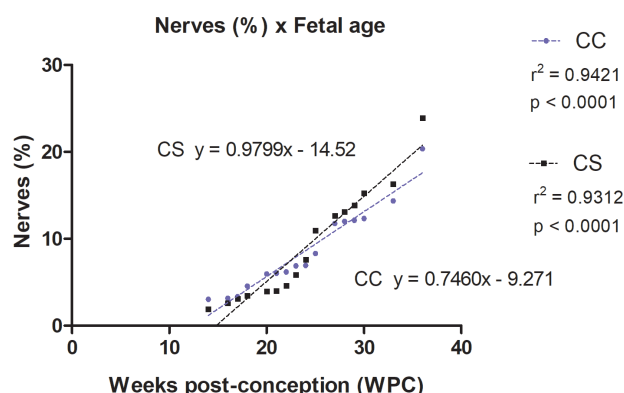 Nerves (%) x Fetal age
CC
r² = 0.9421
p < 0.0001
CS
r² = 0.9312
p < 0.0001
CS y = 0.9799x - 14.52
CC y = 0.7460x - 9.271
Nerves (%)
30
20
10
0
0 10 20 30 40
Weeks post-conception (WPC)